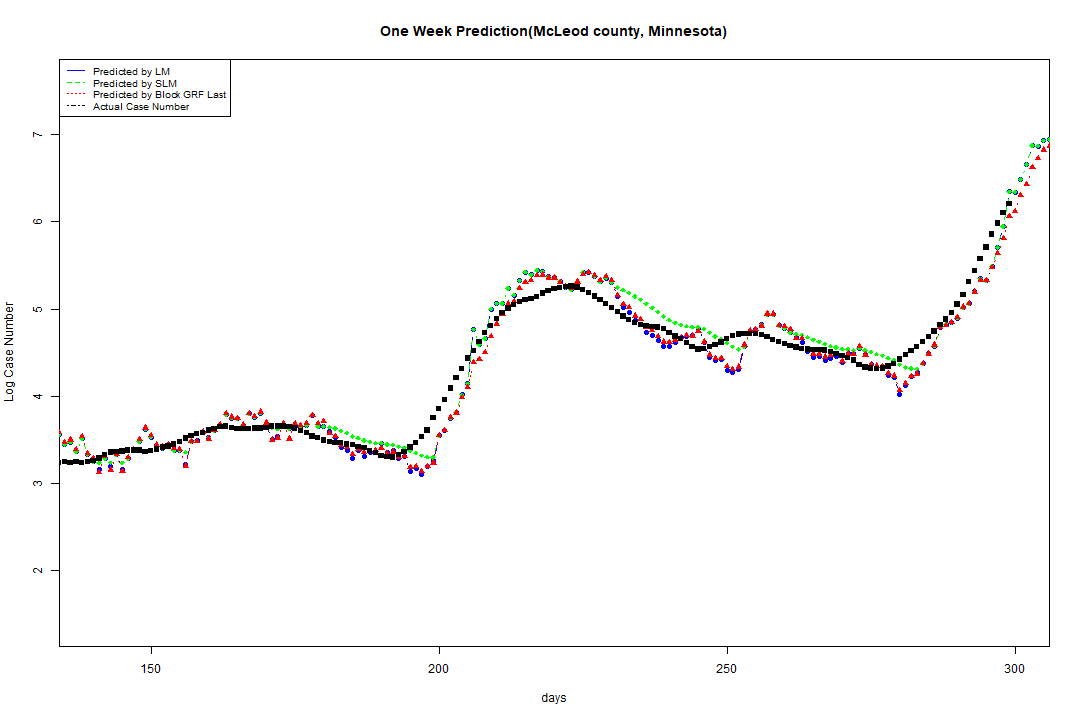 One Week Prediction(McLeod county, Minnesota)
Predicted by LM
Predicted by SLM
Predicted by Block GRF Last
Actual Case Number
7
6
5
4
3
2
Log Case Number
150 200 250 300
days